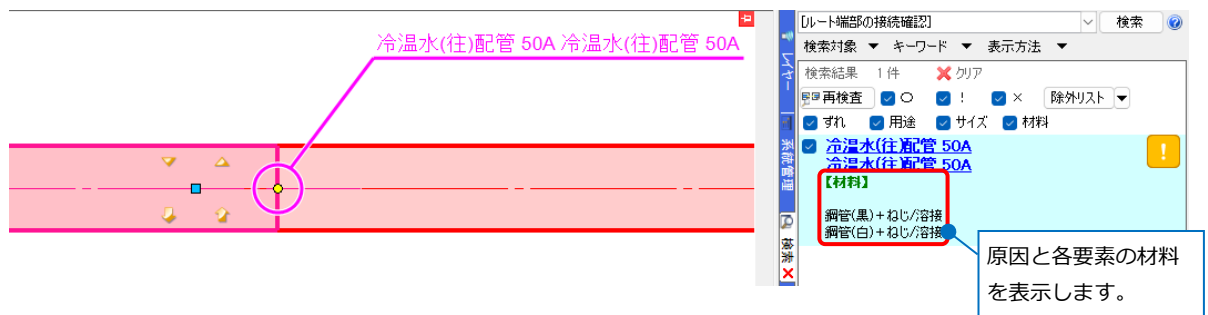 冷温水(往)配管 50A 冷温水(往)配管 50A
[ルート端部の接続確認]
検索
検索対象 ▼ キーワード ▼ 表示方法 ▼
検索結果 1 件 クリア
再検査 ○ ! × 除外リスト ▼
ずれ 用途 サイズ 材料
冷温水(往)配管 50A
冷温水(往)配管 50A
!
【材料】
鋼管(黒)+ねじ/溶接
鋼管(白)+ねじ/溶接
レイヤー
系統管理
検索
原因と各要素の材料
を表示します。